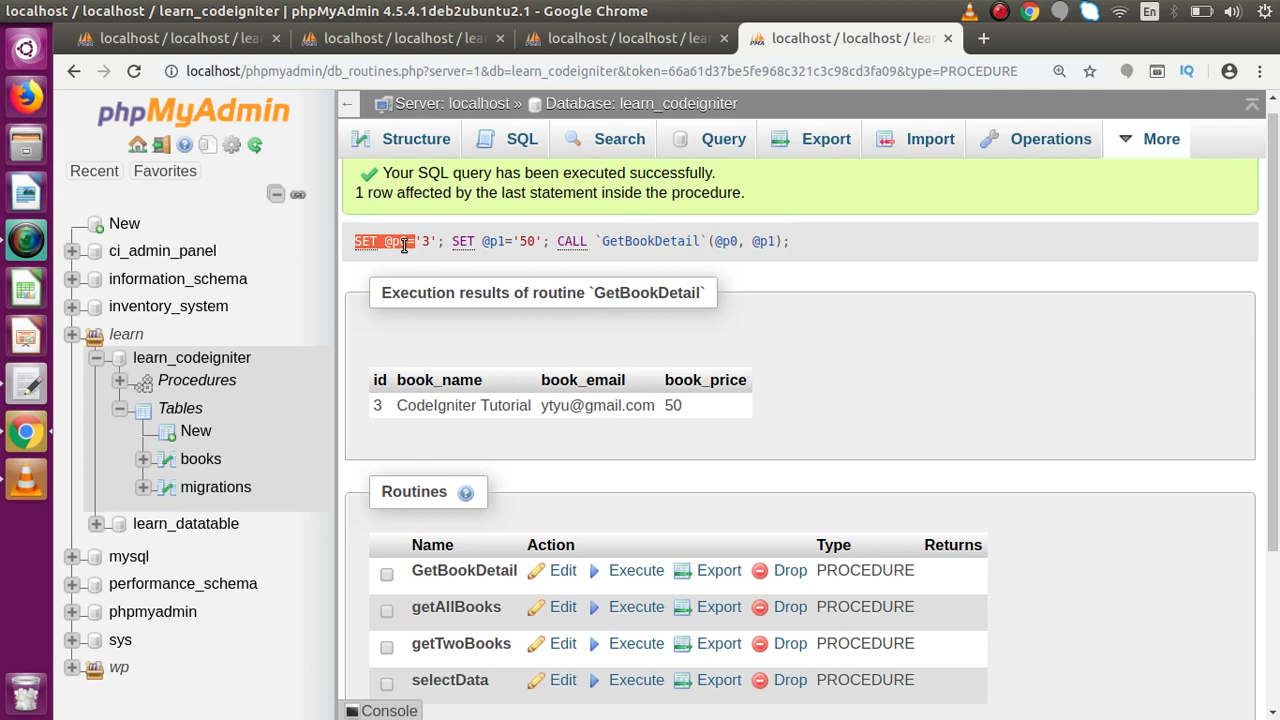 localhost / localhost / learn_codeigniter | phpMyAdmin 4.5.4.1deb2ubuntu2.1 - Google Chrome
En
localhost / localhost / lear
localhost / localhost / lear
localhost / localhost / lear
localhost / localhost / lear
localhost/phpmyadmin/db_routines.php?server=1&db=learn_codeigniter&token=66a61d37be3fe968c321c3c98cd3fa09&type=PROCEDURE
IQ
phpMyAdmin
Recent Favorites
New
ci_admin_panel
information_schema
inventory_system
learn
learn_codeigniter
Procedures
Tables
New
books
migrations
learn_datatable
mysql
performance_schema
phpmyadmin
sys
wp
Server: localhost » Database: learn_codeigniter
Structure SQL Search Query Export Import Operations More
Your SQL query has been executed successfully.
1 row affected by the last statement inside the procedure.
SET @p0='3'; SET @p1='50'; CALL `GetBookDetail`(@p0, @p1);
Execution results of routine `GetBookDetail`
id book_name book_email book_price
3 CodeIgniter Tutorial ytyu@gmail.com 50
Routines
Name Action Type Returns
GetBookDetail Edit Execute Export Drop PROCEDURE
getAllBooks Edit Execute Export Drop PROCEDURE
getTwoBooks Edit Execute Export Drop PROCEDURE
selectData Edit Execute Export Drop PROCEDURE
Console